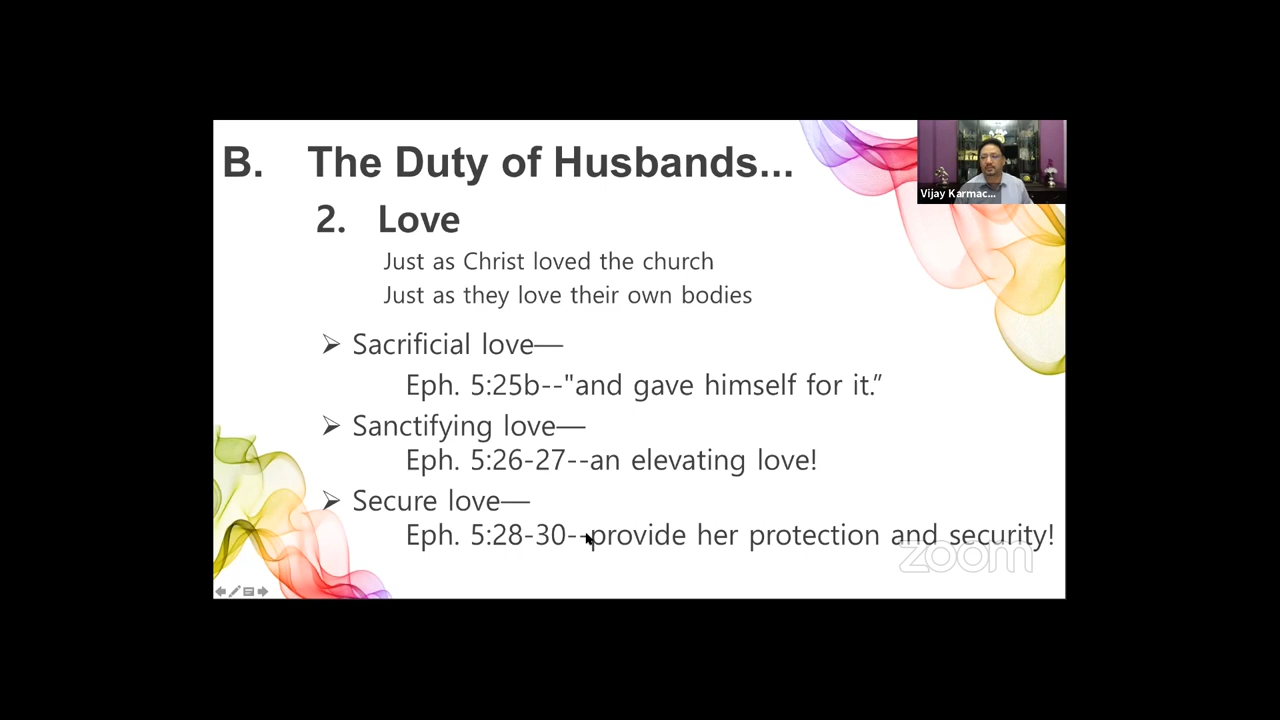 B. The Duty of Husbands...
Vijay Karmac...
2. Love
Just as Christ loved the church
Just as they love their own bodies
➢ Sacrificial love—
Eph. 5:25b--"and gave himself for it.”
➢ Sanctifying love—
Eph. 5:26-27--an elevating love!
➢ Secure love—
Eph. 5:28-30--provide her protection and security!
zoom